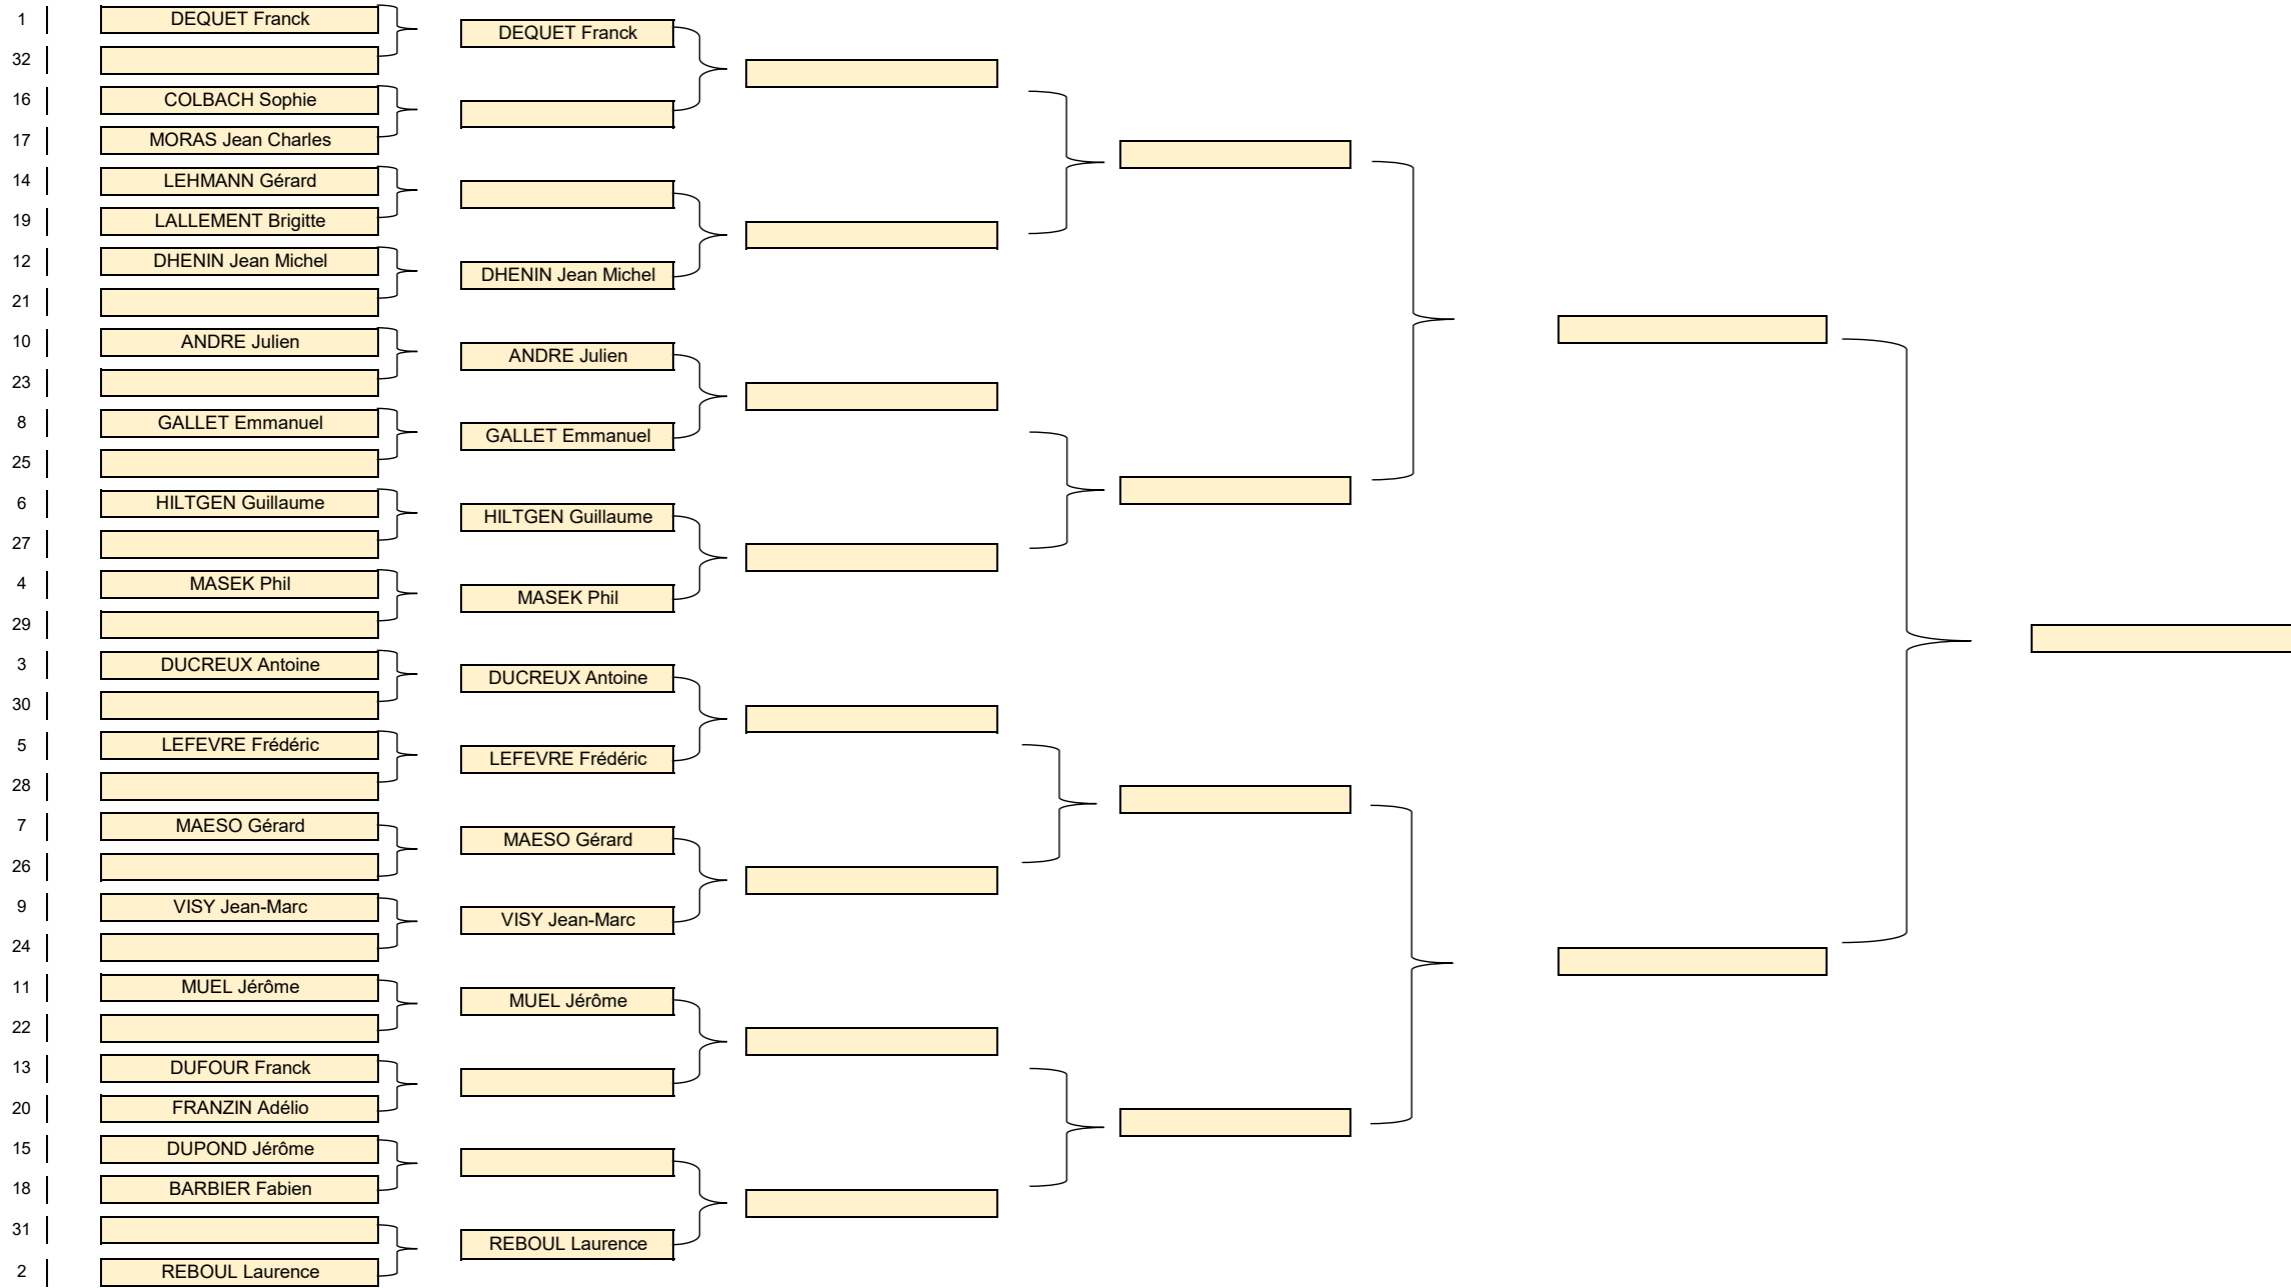 1 DEQUET Franck
DEQUET Franck
32
16 COLBACH Sophie
17 MORAS Jean Charles
14 LEHMANN Gérard
19 LALLEMENT Brigitte
12 DHENIN Jean Michel
DHENIN Jean Michel
21
10 ANDRE Julien
ANDRE Julien
23
8 GALLET Emmanuel
GALLET Emmanuel
25
6 HILTGEN Guillaume
HILTGEN Guillaume
27
4 MASEK Phil
MASEK Phil
29
3 DUCREUX Antoine
DUCREUX Antoine
30
5 LEFEVRE Frédéric
LEFEVRE Frédéric
28
7 MAESO Gérard
MAESO Gérard
26
9 VISY Jean-Marc
VISY Jean-Marc
24
11 MUEL Jérôme
MUEL Jérôme
22
13 DUFOUR Franck
20 FRANZIN Adélio
15 DUPOND Jérôme
18 BARBIER Fabien
31
REBOUL Laurence
2 REBOUL Laurence